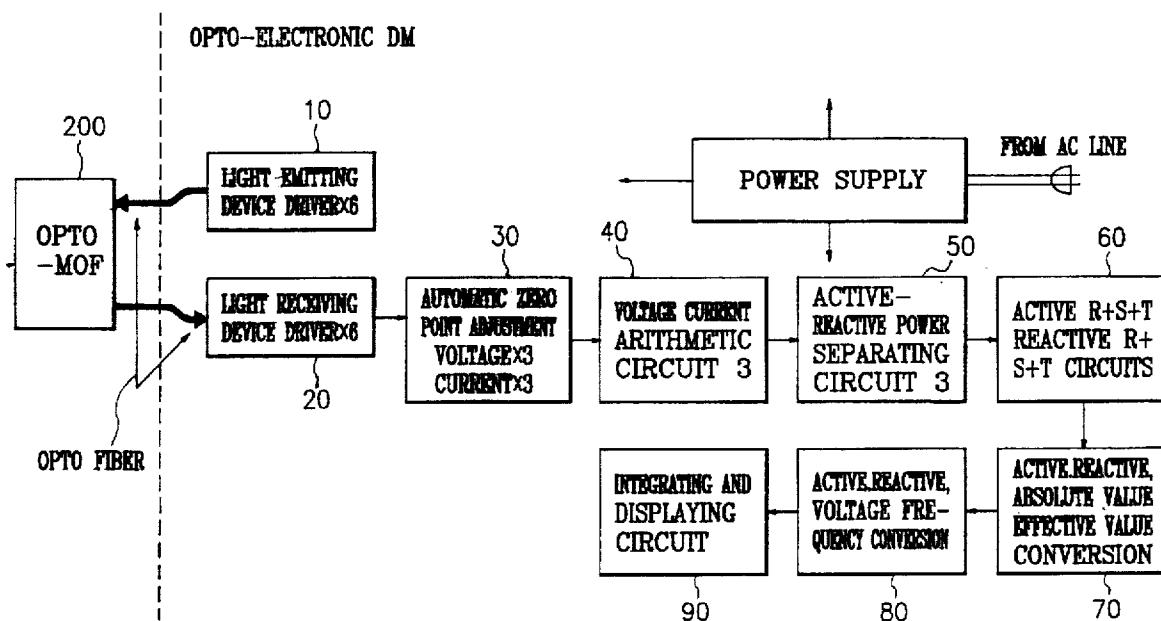 OPTO-ELECTRONIC DM
200
OPTO
-MOF
10
LIGHT-EMITTING
DEVICE DRIVER×6
LIGHT RECEIVING
DEVICE DRIVER×6
20
OPTO FIBER
30
AUTOMATIC ZERO
POINT ADJUSTMENT
VOLTAGE×3
CURRENT×3
POWER SUPPLY
FROM AC LINE
40
VOLTAGE CURRENT
ARITHMETIC
CIRCUIT 3
50
ACTIVE-
REACTIVE POWER
SEPARATING
CIRCUIT 3
60
ACTIVE R+S+T
REACTIVE R+
S+T CIRCUITS
ACTIVE.REACTIVE,
ABSOLUTE VALUE
EFFECTIVE VALUE
CONVERSION
70
ACTIVE.REACTIVE,
VOLTAGE FRE-
QUENCY CONVERSION
80
INTEGRATING AND
DISPLAYING
CIRCUIT
90